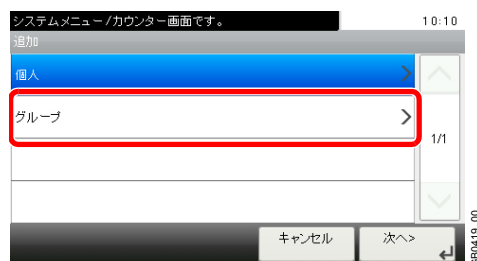 システムメニュー/カウンター画面です。 10:10
追加
個人
グループ
1/1
キャンセル 次へ>